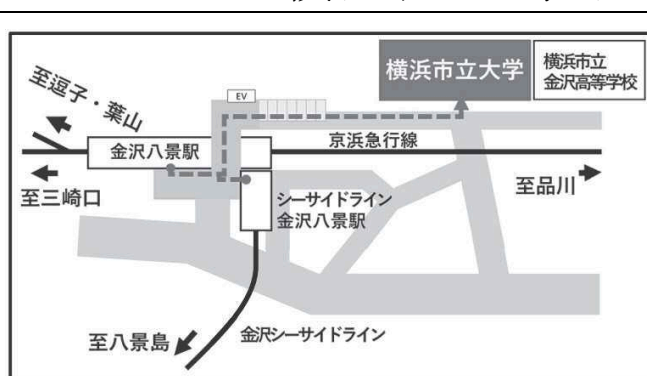 横浜市立大学
横浜市立
金沢高等学校
至逗子・葉山
EV
金沢八景駅
京浜急行線
至三崎口
シーサイドライン
金沢八景駅
至品川
至八景島
金沢シーサイドライン